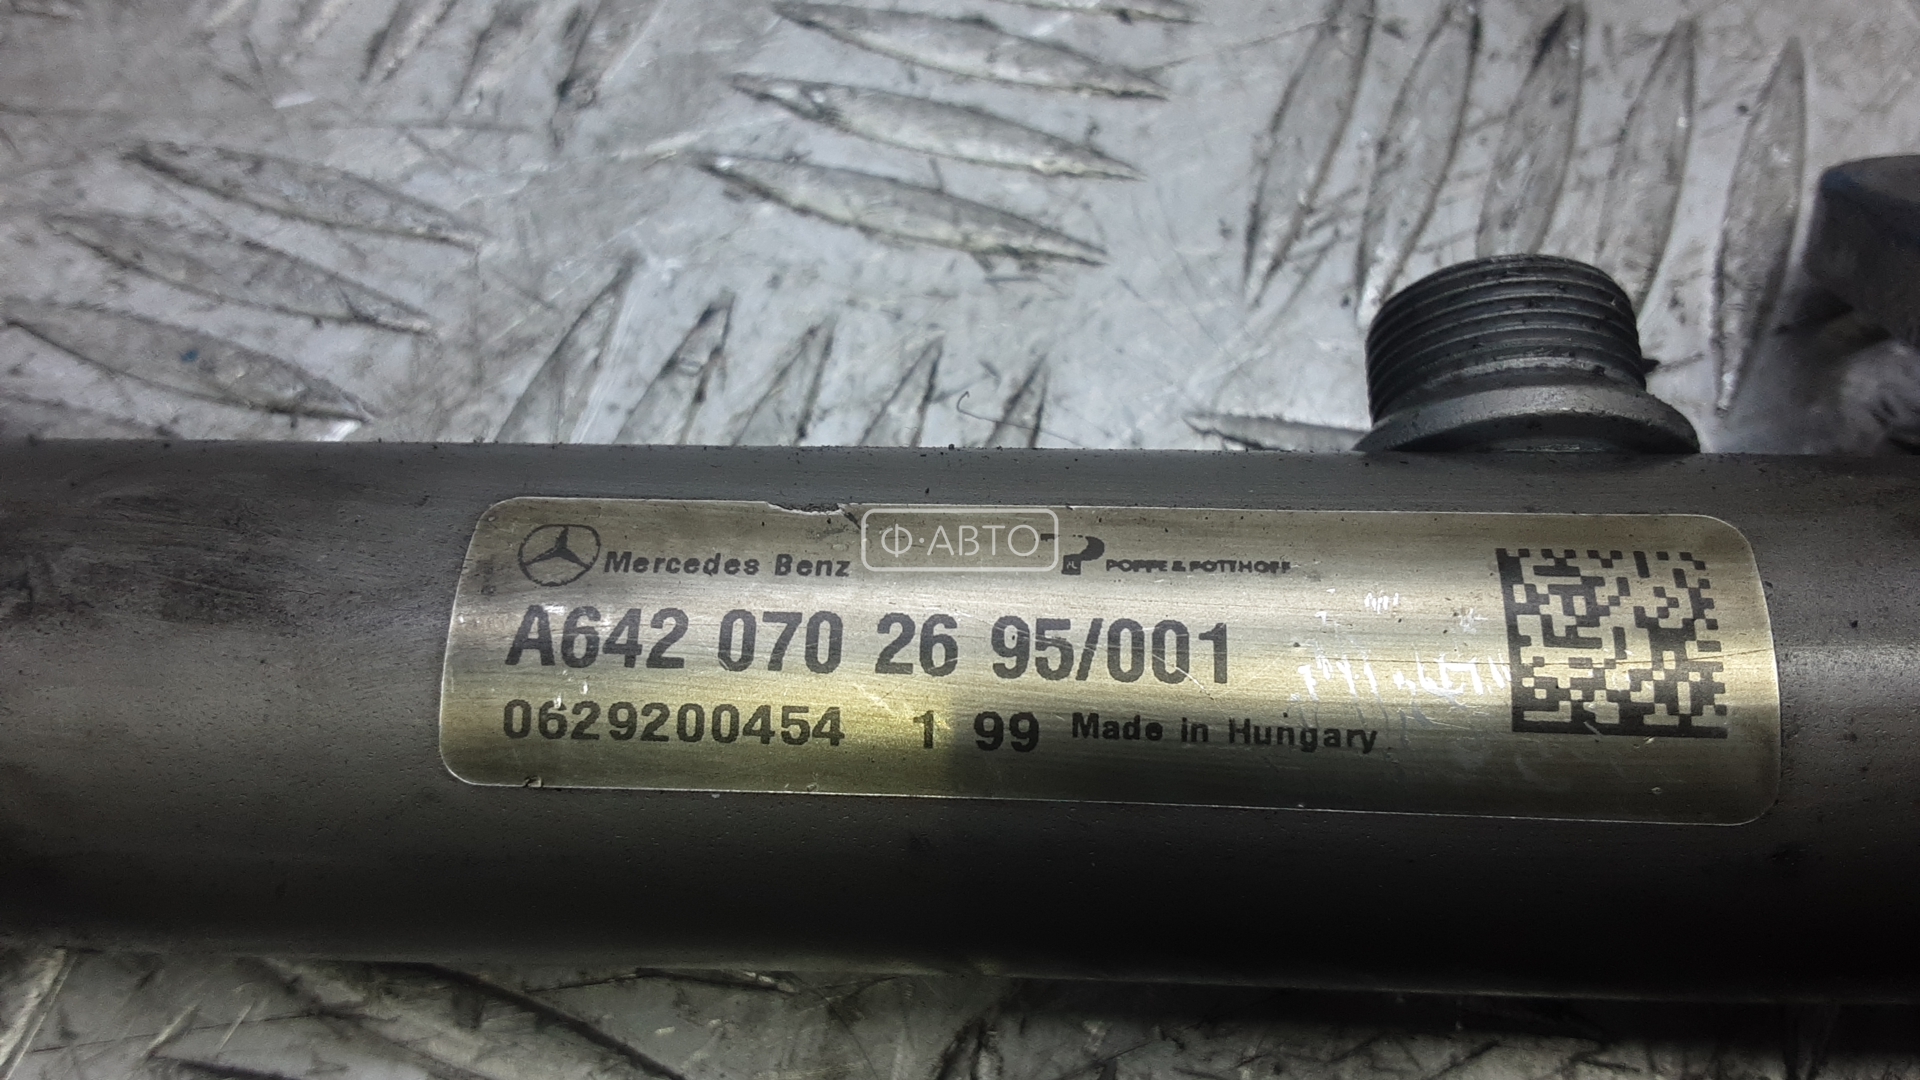 Mercedes Benz Ф·АВТО POPPE & POTTHOFF
A642 070 26 95/001
0629200454 1 99 Made in Hungary